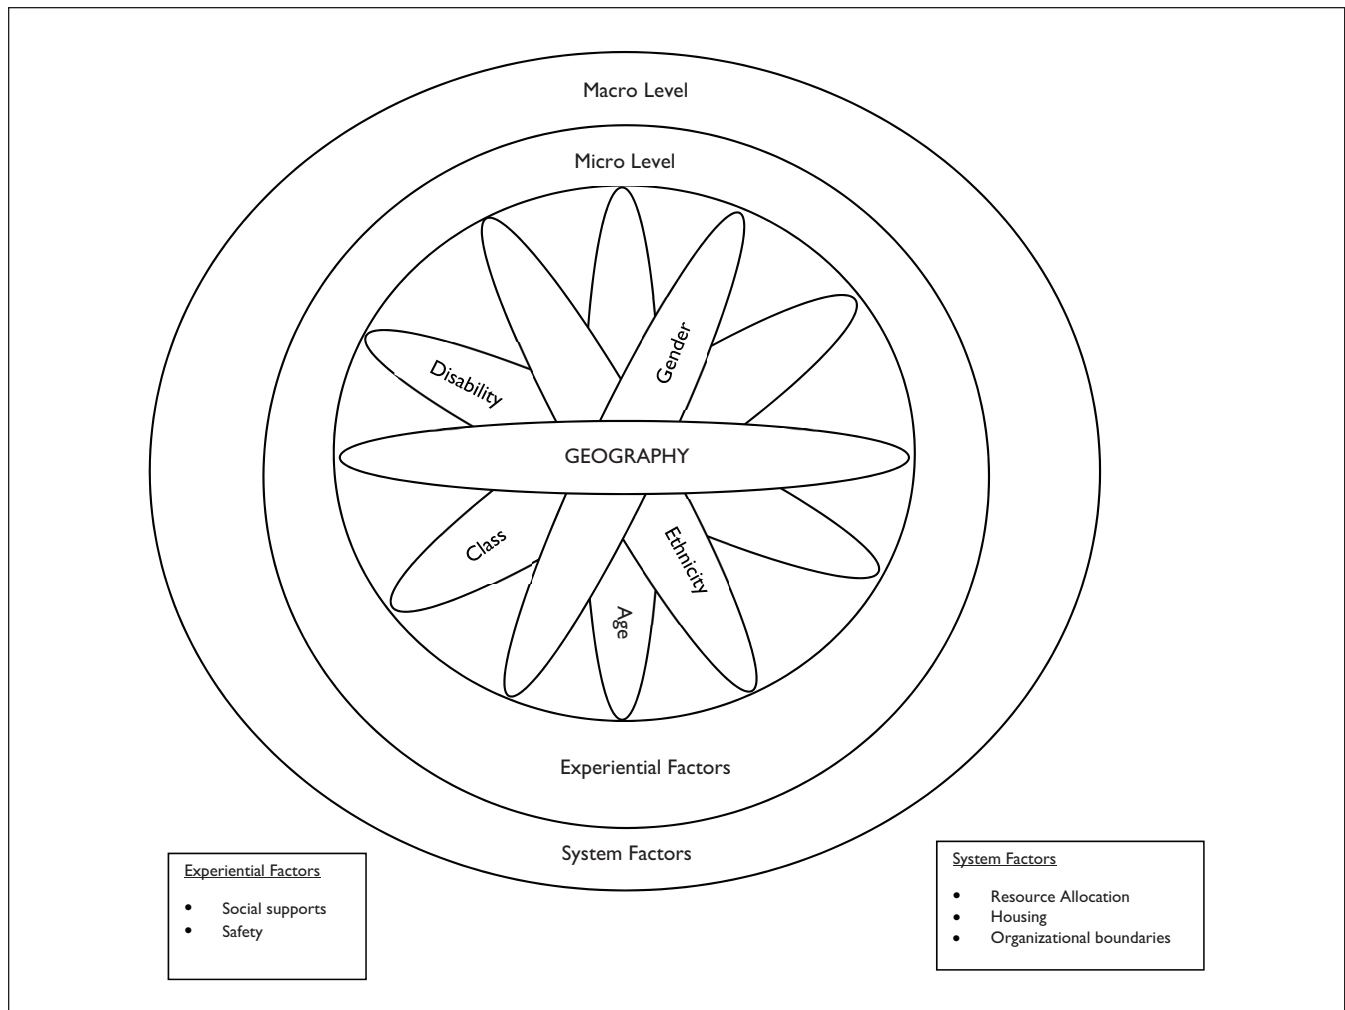 Macro Level
Micro Level
Gender
Disability
GEOGRAPHY
Class
Ethnicity
Age
Experiential Factors
System Factors
Experiential Factors
• Social supports
• Safety
System Factors
• Resource Allocation
• Housing
• Organizational boundaries